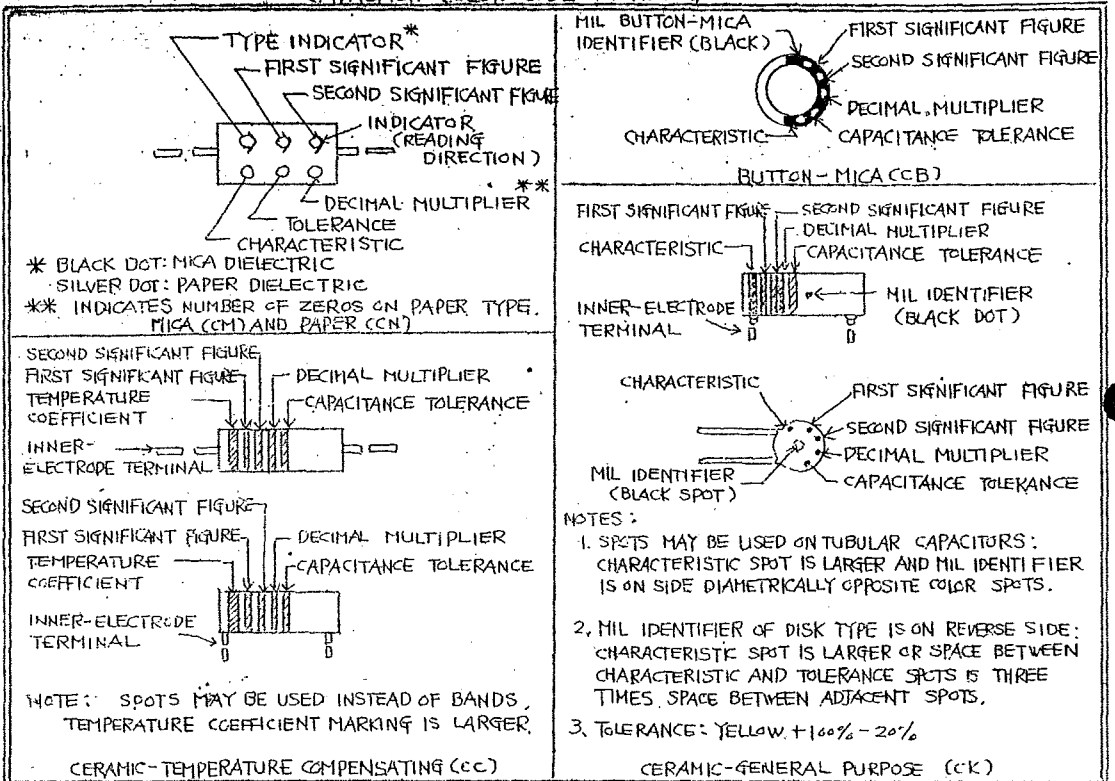 TYPE INDICATOR*
FIRST SIGNIFICANT FIGURE
SECOND SIGNIFICANT FIGURE
INDICATOR
(READING
DIRECTION)
**
DECIMAL MULTIPLIER
TOLERANCE
CHARACTERISTIC
* BLACK DOT: MICA DIELECTRIC
SILVER DOT: PAPER DIELECTRIC
** INDICATES NUMBER OF ZEROS ON PAPER TYPE.
MICA (CM) AND PAPER (CN)
SECOND SIGNIFICANT FIGURE
FIRST SIGNIFICANT FIGURE
DECIMAL MULTIPLIER
TEMPERATURE
COEFFICIENT
CAPACITANCE TOLERANCE
INNER-
ELECTRODE TERMINAL
SECOND SIGNIFICANT FIGURE
FIRST SIGNIFICANT FIGURE
DECIMAL MULTIPLIER
TEMPERATURE
COEFFICIENT
CAPACITANCE TOLERANCE
INNER-ELECTRODE
TERMINAL
NOTE: SPOTS MAY BE USED INSTEAD OF BANDS.
TEMPERATURE COEFFICIENT MARKING IS LARGER.
CERAMIC-TEMPERATURE COMPENSATING (CC)
MIL BUTTON-MICA
IDENTIFIER (BLACK)
FIRST SIGNIFICANT FIGURE
SECOND SIGNIFICANT FIGURE
DECIMAL MULTIPLIER
CHARACTERISTIC
CAPACITANCE TOLERANCE
BUTTON-MICA (CB)
FIRST SIGNIFICANT FIGURE
SECOND SIGNIFICANT FIGURE
DECIMAL MULTIPLIER
CHARACTERISTIC
CAPACITANCE TOLERANCE
INNER-ELECTRODE
TERMINAL
MIL IDENTIFIER
(BLACK DOT)
CHARACTERISTIC
FIRST SIGNIFICANT FIGURE
SECOND SIGNIFICANT FIGURE
DECIMAL MULTIPLIER
MIL IDENTIFIER
(BLACK SPOT)
CAPACITANCE TOLERANCE
NOTES:
1. SPOTS MAY BE USED ON TUBULAR CAPACITORS:
CHARACTERISTIC SPOT IS LARGER AND MIL IDENTIFIER
IS ON SIDE DIAMETRICALLY OPPOSITE COLOR SPOTS.
2. MIL IDENTIFIER OF DISK TYPE IS ON REVERSE SIDE:
CHARACTERISTIC SPOT IS LARGER OR SPACE BETWEEN
CHARACTERISTIC AND TOLERANCE SPOTS IS THREE
TIMES SPACE BETWEEN ADJACENT SPOTS.
3. TOLERANCE: YELLOW +100% -20%
CERAMIC-GENERAL PURPOSE (CK)